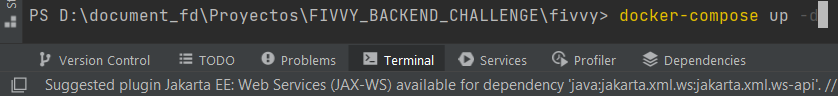 PS D:\document_fd\Proyectos\FIVVY_BACKEND_CHALLENGE\fivvy> docker-compose up -d
Version Control TODO Problems Terminal Services Profiler Dependencies
Suggested plugin Jakarta EE: Web Services (JAX-WS) available for dependency 'java:jakarta.xml.ws:jakarta.xml.ws-api'. //